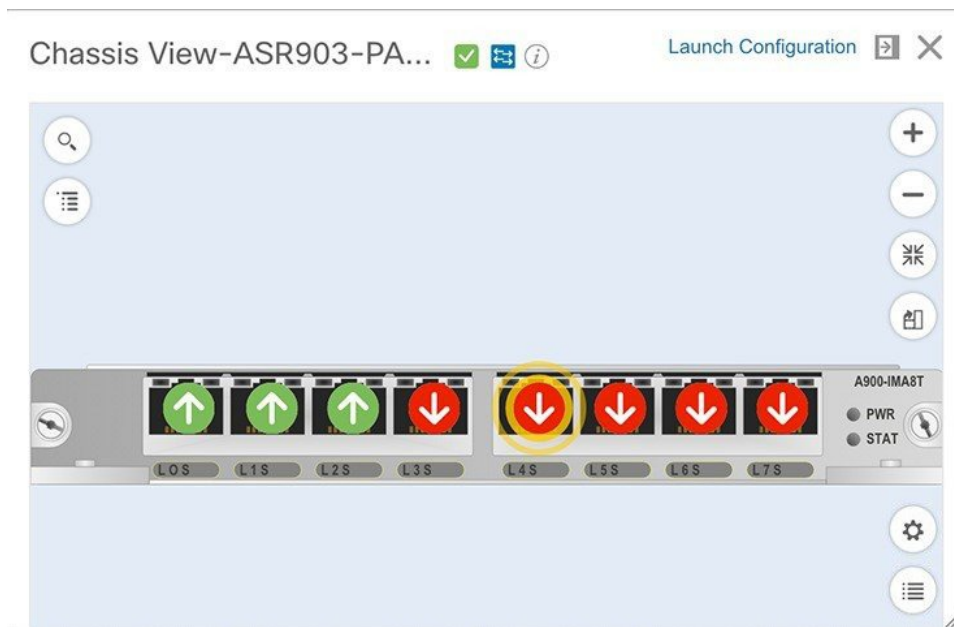 Chassis View-ASR903-PA...
Launch Configuration
A900-IMA8T
PWR
STAT
L0S L1S L2S L3S L4S L5S L6S L7S